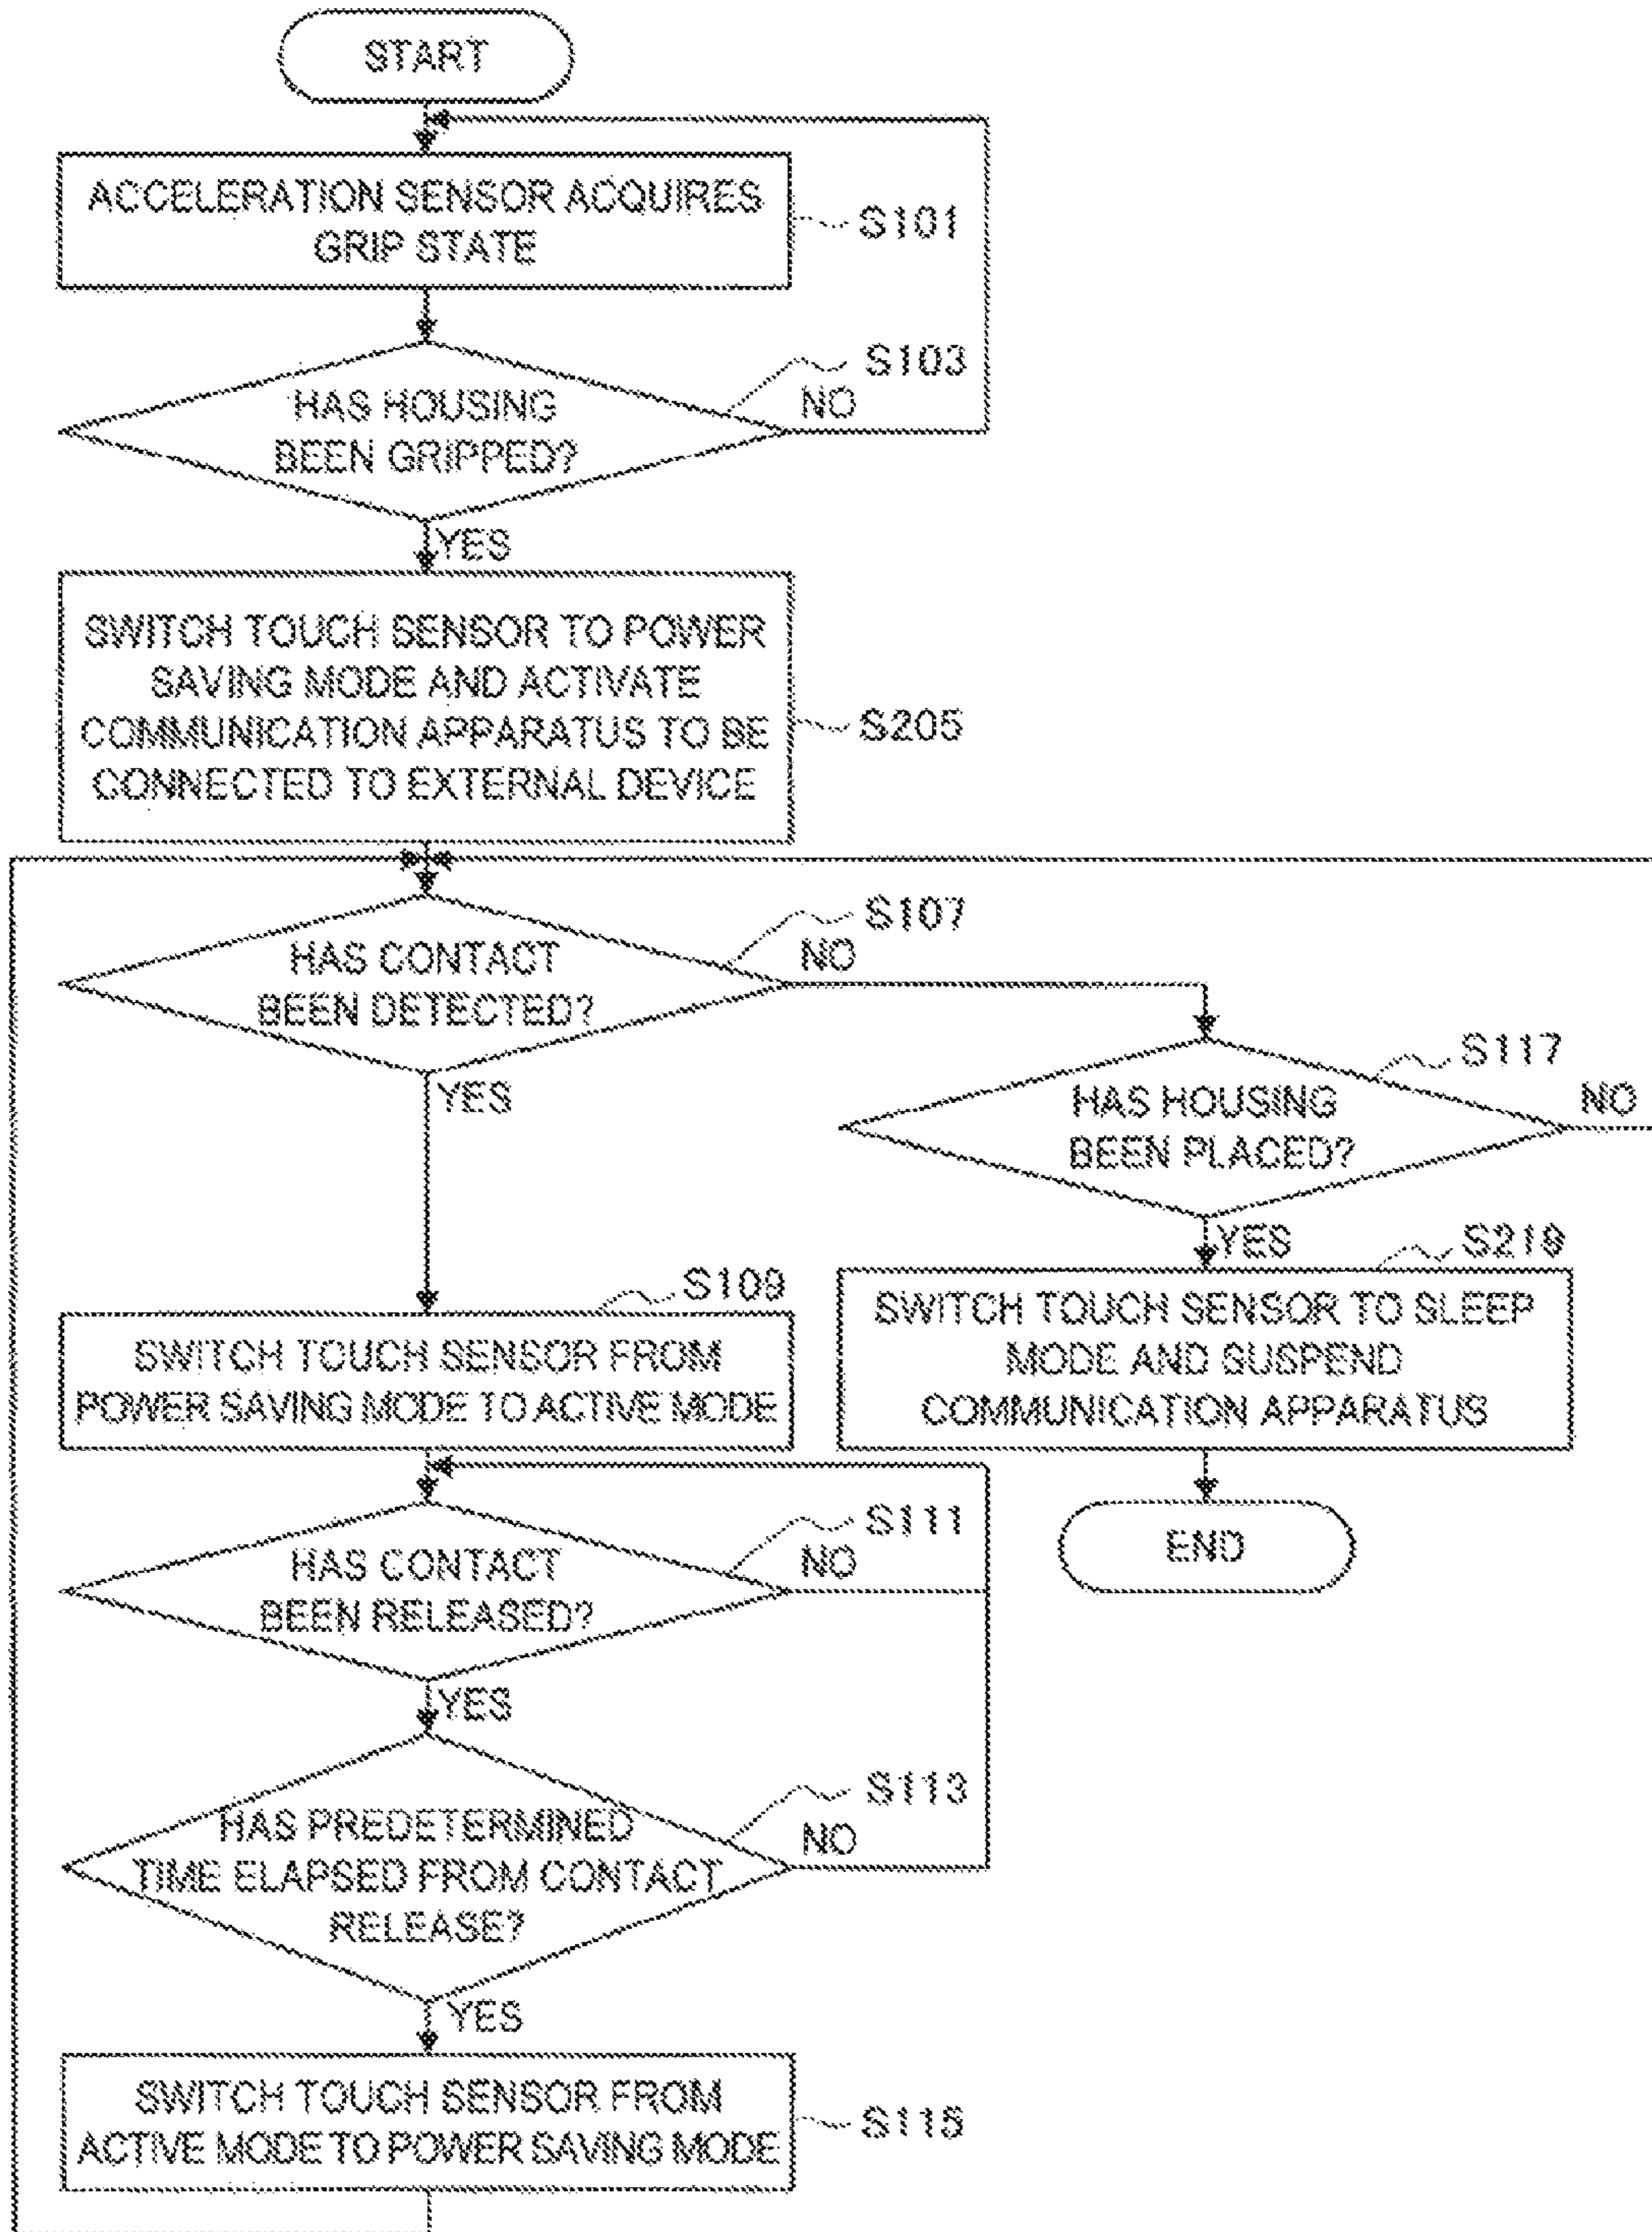 START
ACCELERATION SENSOR ACQUIRES
GRIP STATE
S101
S103
HAS HOUSING
BEEN GRIPPED?
NO
YES
SWITCH TOUCH SENSOR TO POWER
SAVING MODE AND ACTIVATE
COMMUNICATION APPARATUS TO BE
CONNECTED TO EXTERNAL DEVICE
S205
S107
HAS CONTACT
BEEN DETECTED?
NO
YES
S117
HAS HOUSING
BEEN PLACED?
NO
YES
S219
SWITCH TOUCH SENSOR TO SLEEP
MODE AND SUSPEND
COMMUNICATION APPARATUS
END
S109
SWITCH TOUCH SENSOR FROM
POWER SAVING MODE TO ACTIVE MODE
S111
HAS CONTACT
BEEN RELEASED?
NO
YES
S113
HAS PREDETERMINED
TIME ELAPSED FROM CONTACT
RELEASE?
NO
YES
SWITCH TOUCH SENSOR FROM
ACTIVE MODE TO POWER SAVING MODE
S115